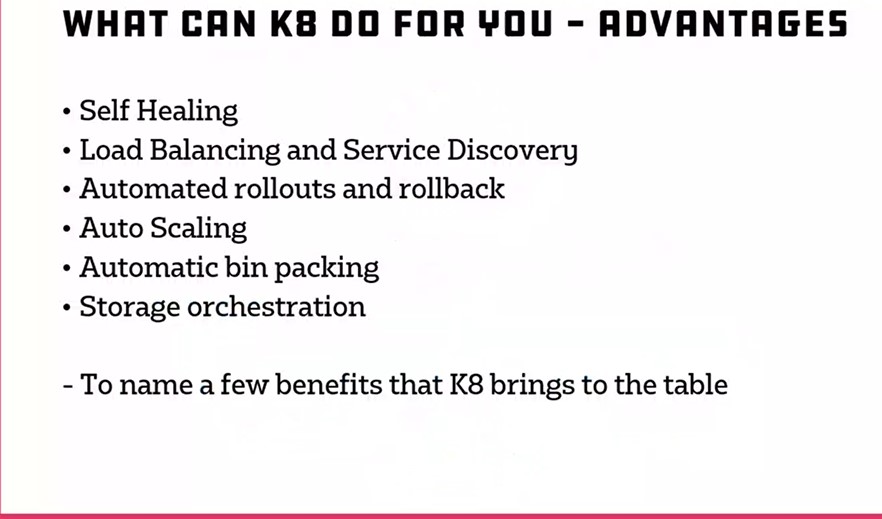 WHAT CAN K8 DO FOR YOU - ADVANTAGES
• Self Healing
• Load Balancing and Service Discovery
• Automated rollouts and rollback
• Auto Scaling
• Automatic bin packing
• Storage orchestration
- To name a few benefits that K8 brings to the table